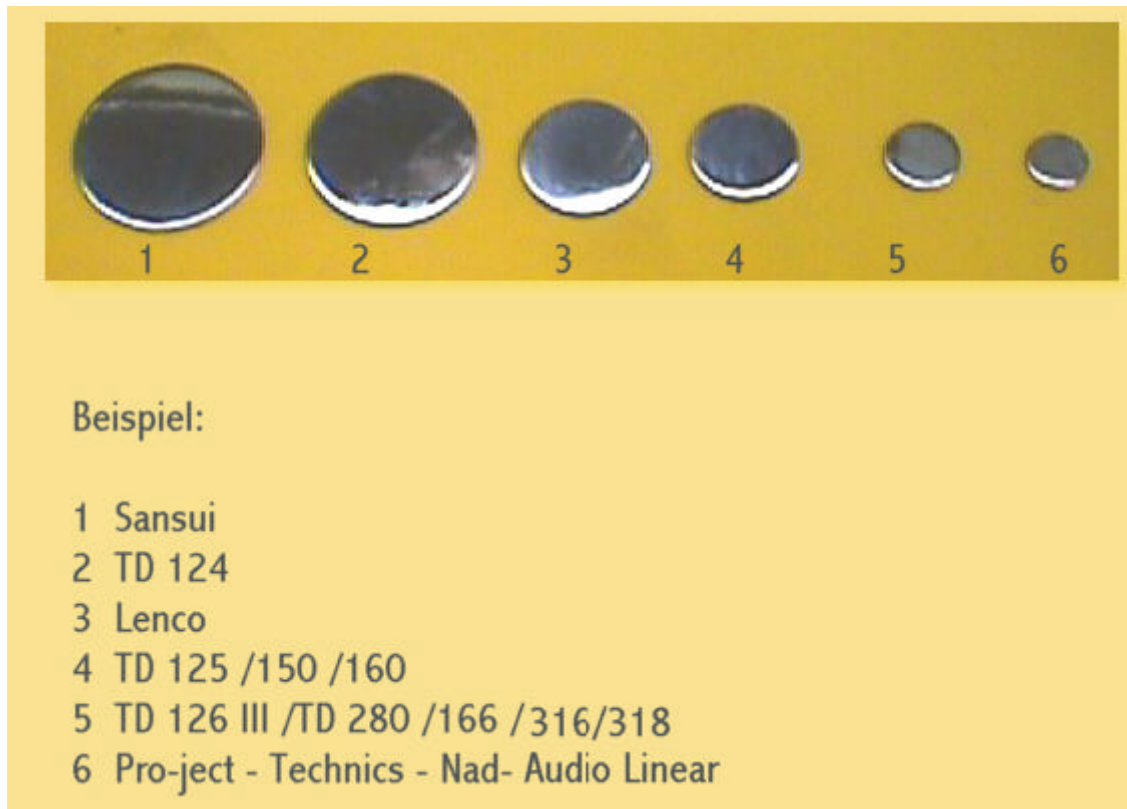 1 2 3 4 5 6
Beispiel:
1 Sansui
2 TD 124
3 Lenco
4 TD 125 /150 /160
5 TD 126 III /TD 280 /166 /316/318
6 Pro-ject - Technics - Nad- Audio Linear